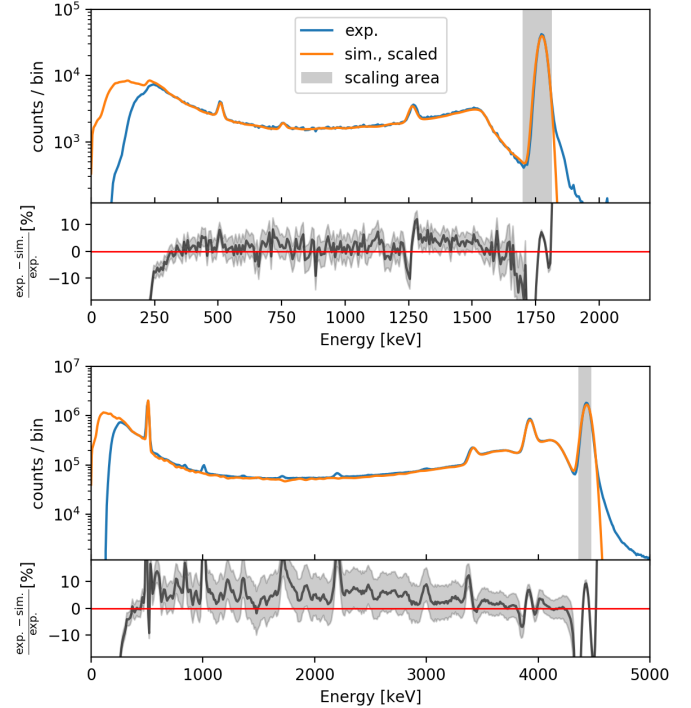 10^5
10^4
10^3
counts / bin
exp.
sim., scaled
scaling area
10
0
−10
exp. − sim.
exp.
[%]
0 250 500 750 1000 1250 1500 1750 2000
Energy [keV]
10^7
10^6
10^5
10^4
counts / bin
10
0
−10
exp. − sim.
exp.
[%]
0 1000 2000 3000 4000 5000
Energy [keV]